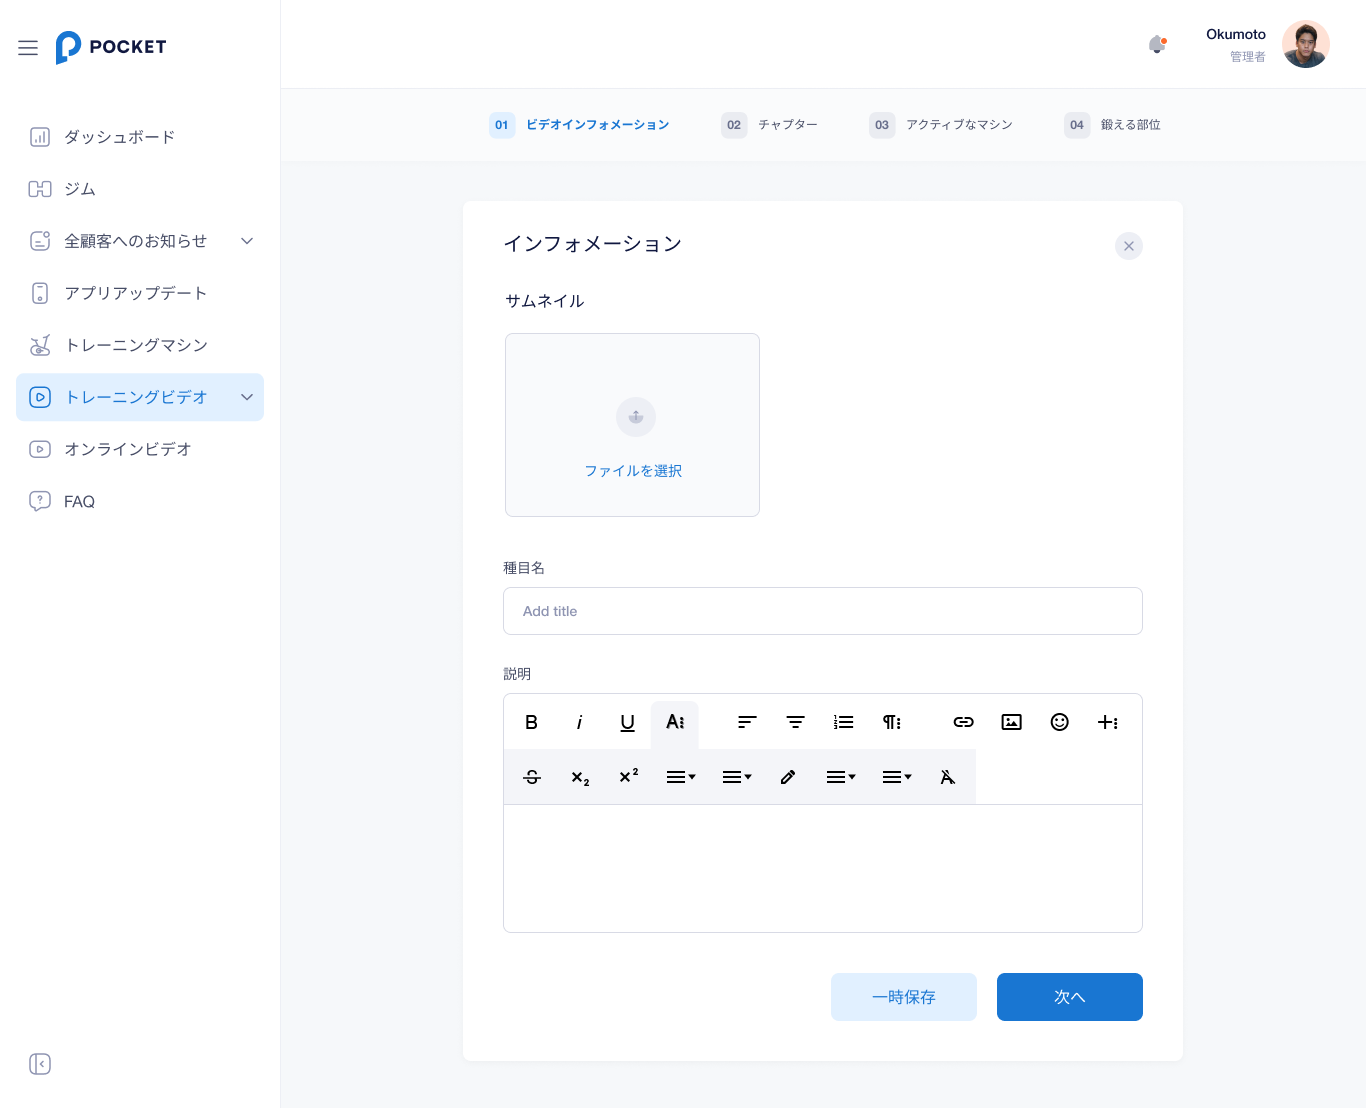 POCKET
Okumoto
管理者
ダッシュボード
ジム
全顧客へのお知らせ
アプリアップデート
トレーニングマシン
トレーニングビデオ
オンラインビデオ
FAQ
01 ビデオインフォメーション 02 チャプター 03 アクティブなマシン 04 鍛える部位
インフォメーション
サムネイル
ファイルを選択
種目名
Add title
説明
一時保存 次へ